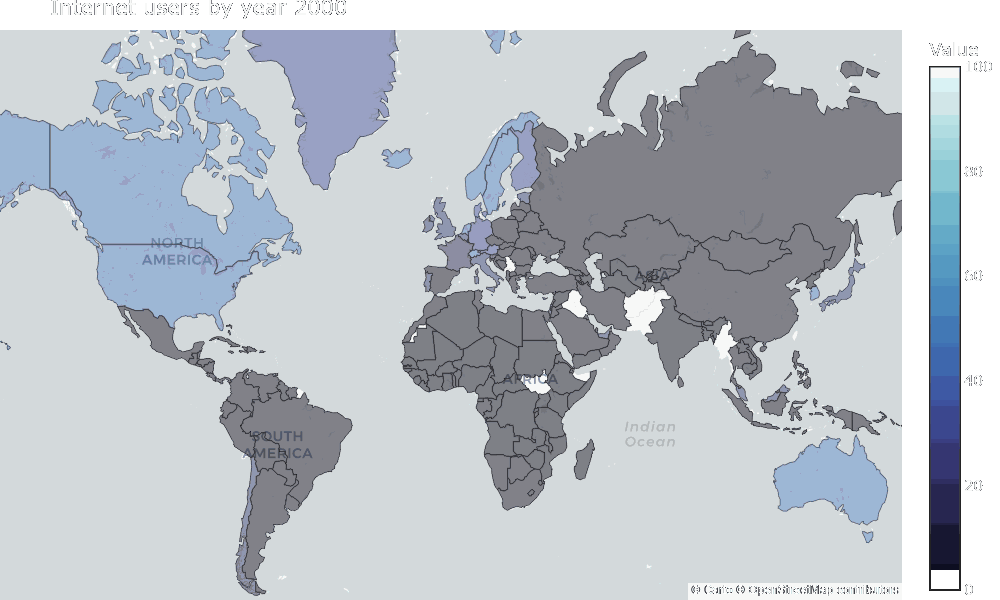 Internet users by year 2000
Value
100
80
60
40
20
0
NORTH
AMERICA
ASIA
AFRICA
SOUTH
AMERICA
Indian
Ocean
© Carto © OpenStreetMap contributors